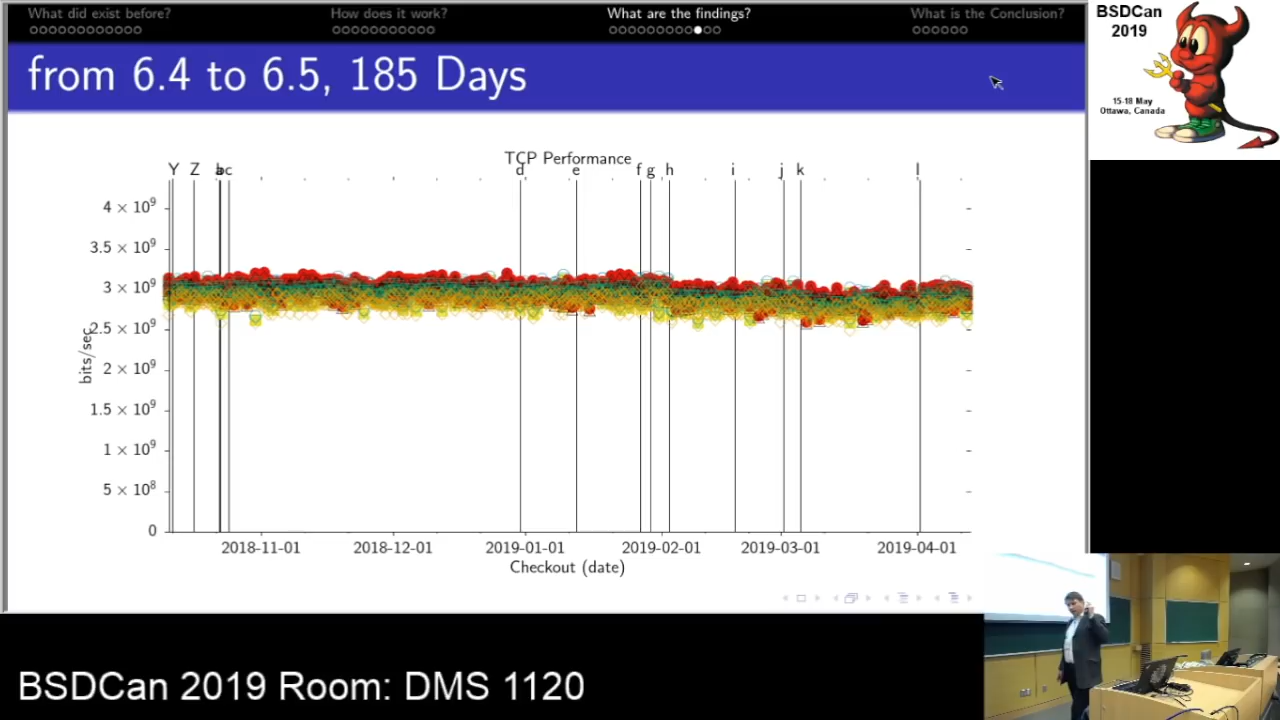 What did exist before? How does it work? What are the findings? What is the Conclusion?
BSDCan
2019
15-18 May
Ottawa, Canada
from 6.4 to 6.5, 185 Days
TCP Performance
Y Z a b c d e f g h i j k l
4 × 10⁹
3.5 × 10⁹
3 × 10⁹
2.5 × 10⁹
2 × 10⁹
1.5 × 10⁹
1 × 10⁹
5 × 10⁸
0
bits/sec
2018-11-01 2018-12-01 2019-01-01 2019-02-01 2019-03-01 2019-04-01
Checkout (date)
BSDCan 2019 Room: DMS 1120